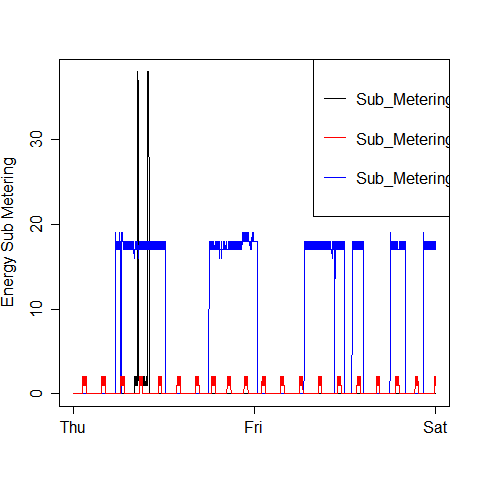 Energy Sub Metering
30
20
10
0
Sub_Metering
Sub_Metering
Sub_Metering
Thu Fri Sat